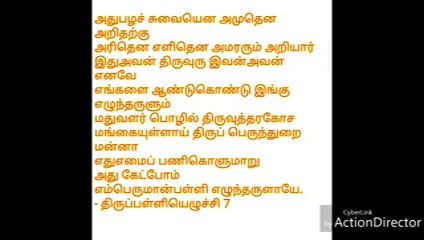 அதுபழச் சுவையென அமுதென
அறிதற்கு
அரிதென எளிதென அமரரும் அறியார்
இதுஅவன் திருவுரு இவன்அவன்
எனவே
எங்களை ஆண்டுகொண்டு இங்கு
எழுந்தருளும்
மதுவளர் பொழில் திருவுத்தரகோச
மங்கையுள்ளாய் திருப் பெருந்துறை
மன்னா
எதுஎமைப் பணிகொளுமாறு
அது கேட்போம்
எம்பெருமான்பள்ளி எழுந்தருளாயே.
- திருப்பள்ளியெழுச்சி 7
CyberLink
by ActionDirector